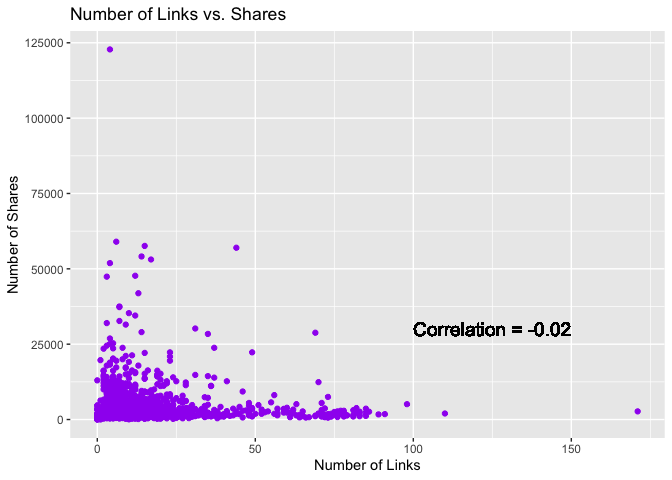 Number of Links vs. Shares
125000
100000
75000
50000
25000
0
Number of Shares
Correlation = -0.02
0
50
100
150
Number of Links